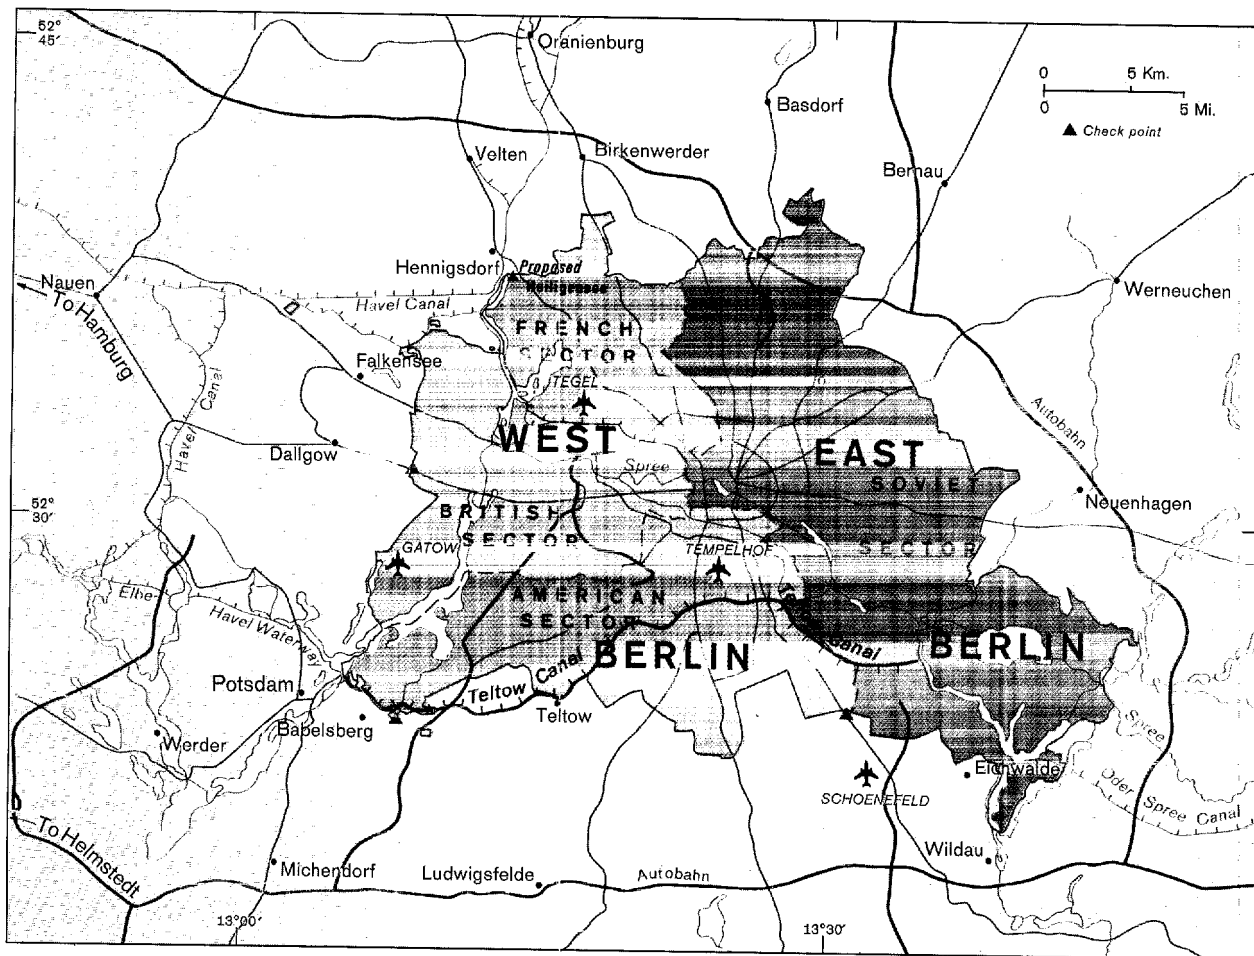 52°
45'
Oranienburg
0 5 Km.
0 5 Mi.
Check point
Basdorf
Velten
Birkenwerder
Bernau
Hennigsdorf
Proposed
Heiligensee
Nauen
To Hamburg
Havel Canal
Werneuchen
FRENCH
SECTOR
Falkensee
TEGEL
Havel Canal
Autobahn
WEST
EAST
Dallgow
Spree
SOVIET
SECTOR
Neuenhagen
52°
30'
BRITISH
SECTOR
GATOW
TEMPELHOF
AMERICAN
SECTOR
Elbe-
Havel Waterway
BERLIN
Canal
BERLIN
Potsdam
Teltow Canal
Teltow
Babelsberg
Werder
Spree
Eichwalde
Oder Spree Canal
SCHOENEFELD
To Helmstedt
Wildau
Michendorf
Ludwigsfelde
Autobahn
13°00'
13°30'